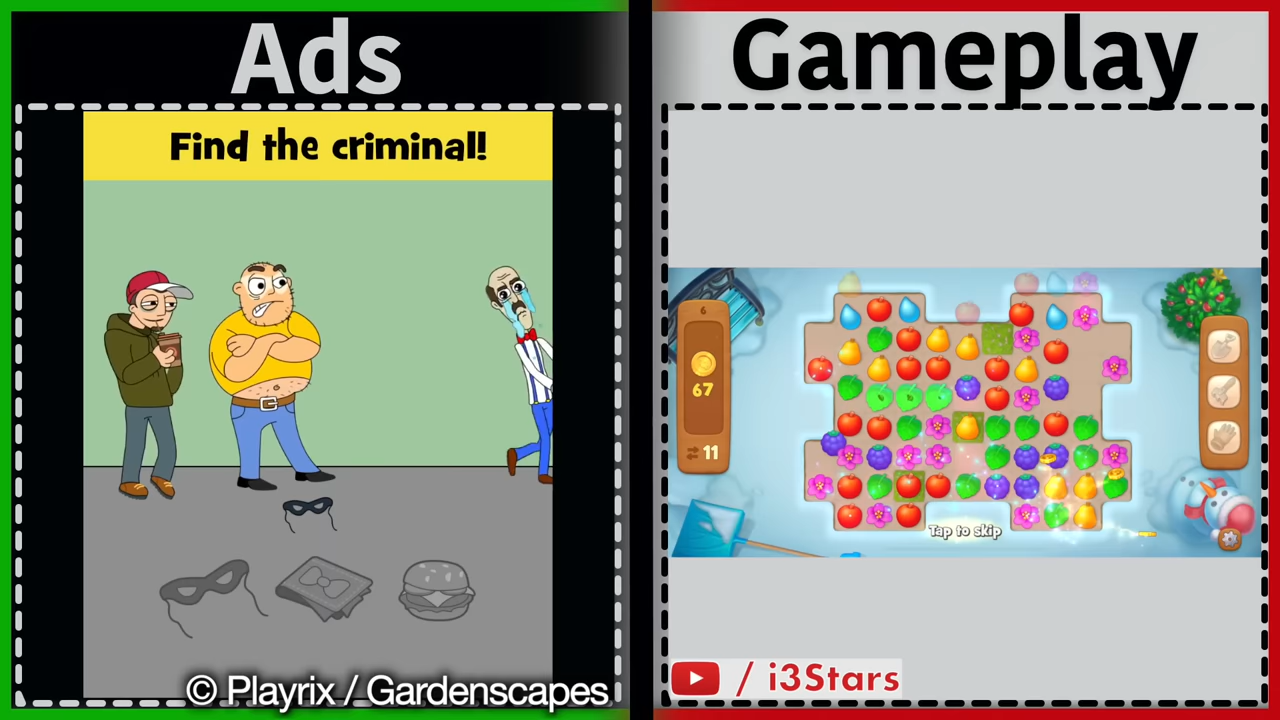 Ads
Find the criminal!
© Playrix / Gardenscapes
Gameplay
6
67
11
Tap to skip
/ i3Stars